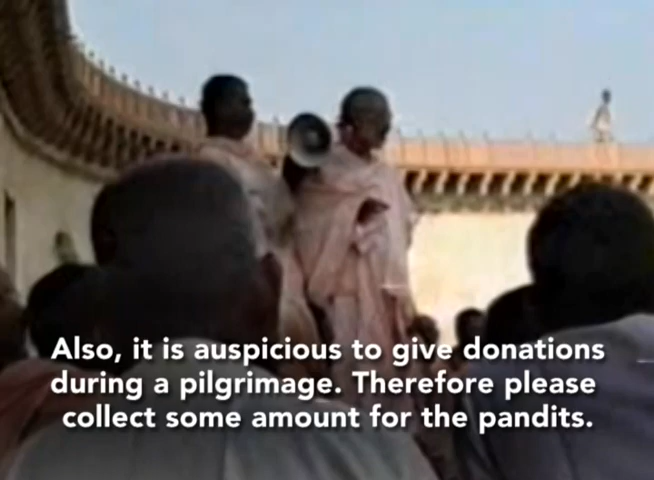 Also, it is auspicious to give donations
during a pilgrimage. Therefore please
collect some amount for the pandits.